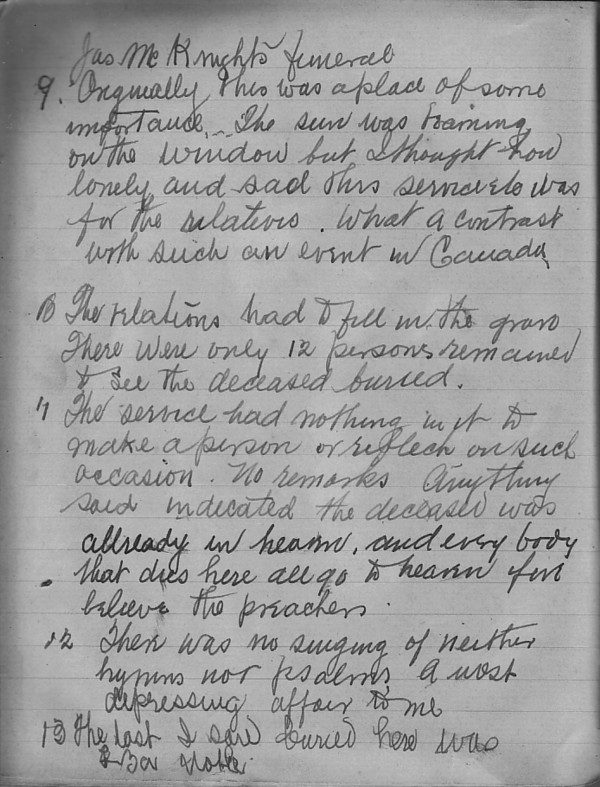 Jas McKnights funeral
9. Orginally this was a place of some
importance. The sun was
on the window but I thought how
lonely and sad this service was
for the relatives. What a contrast
with such an event in Canada
10 The relations had to fill in the grave
There were only 12 persons remained
to see the deceased buried.
11 The service had nothing in it to
make a person or reflech on such
occasion. No remarks Anything
said indicated the deceased was
allready in heaven, and every body
that dies here all go to heaven if we
believe the preachers.
12 There was no singing of neither
hymns nor psalms a most
depressing affair to me
13 The last I saw buried here was